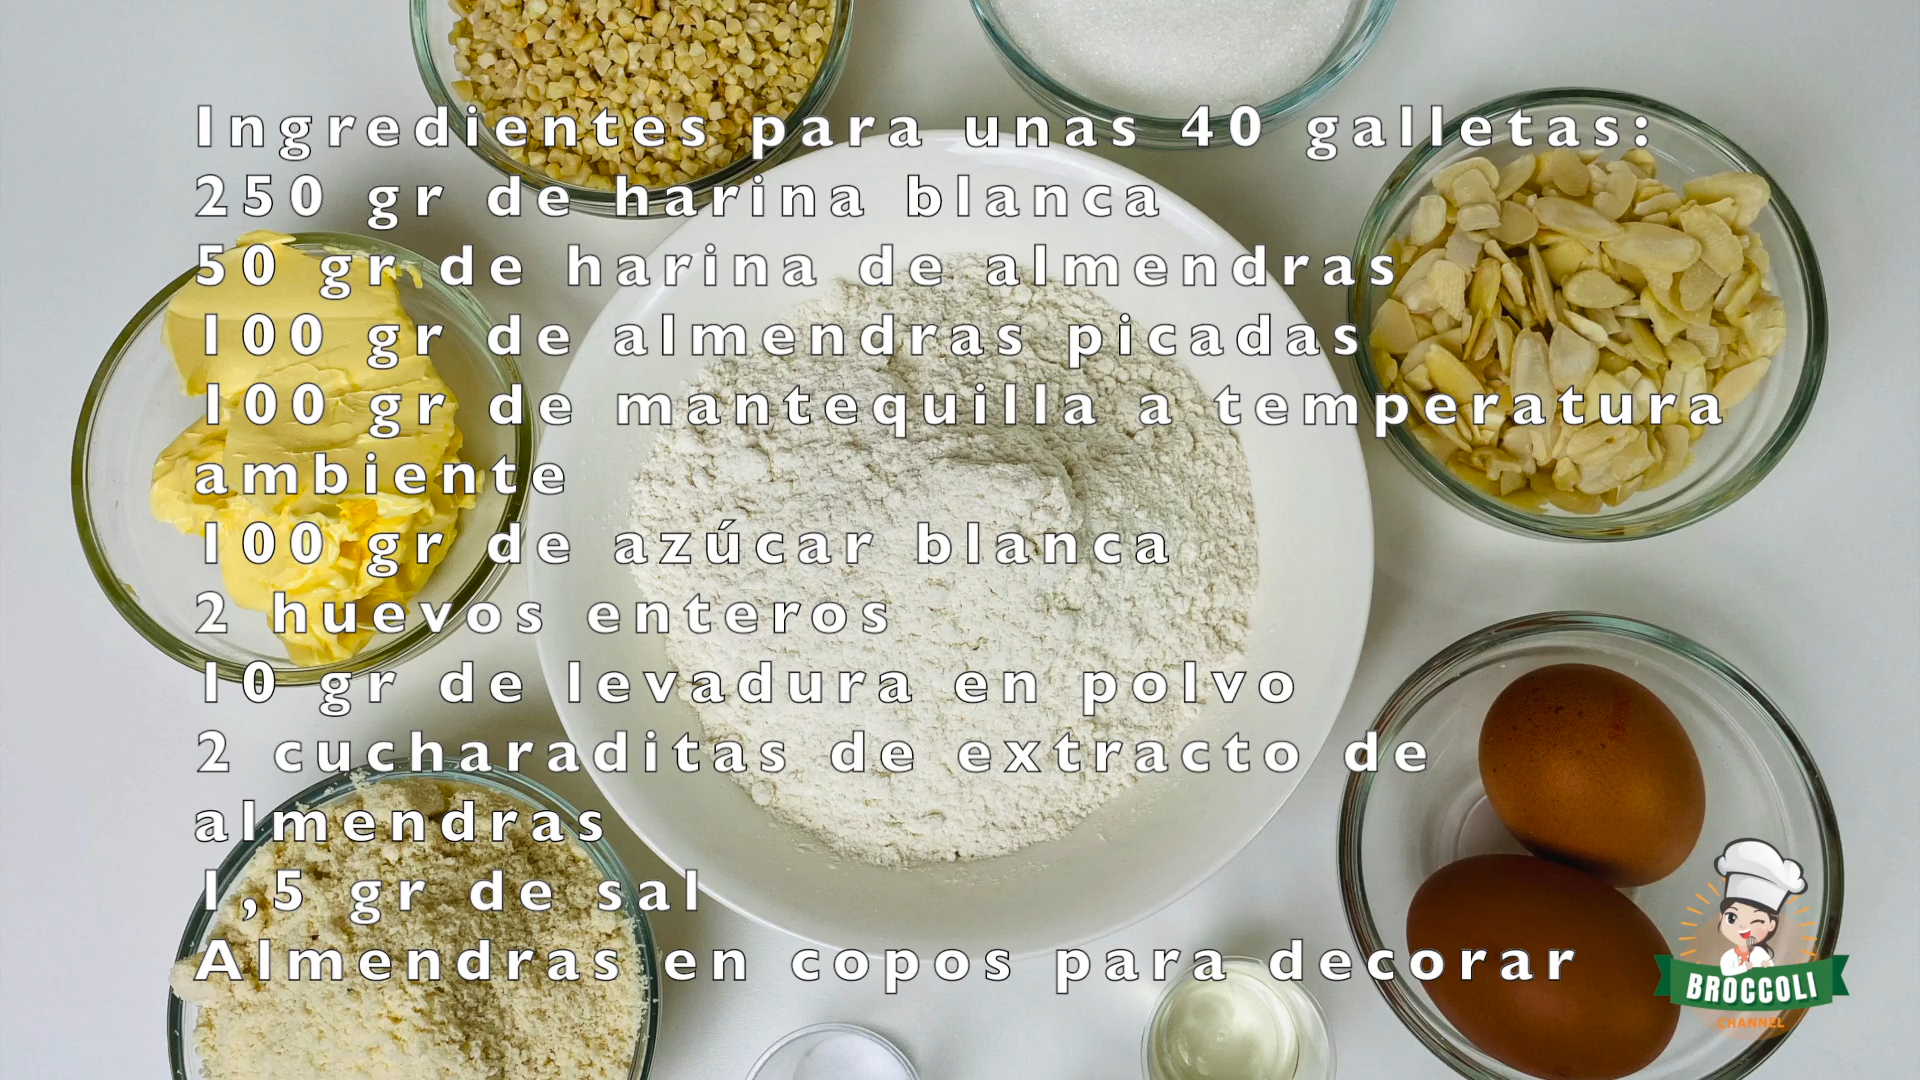 Ingredientes para unas 40 galletas:
250 gr de harina blanca
50 gr de harina de almendras
100 gr de almendras picadas
100 gr de mantequilla a temperatura
ambiente
100 gr de azúcar blanca
2 huevos enteros
10 gr de levadura en polvo
2 cucharaditas de extracto de
almendras
1,5 gr de sal
Almendras en copos para decorar
BROCCOLI
CHANNEL